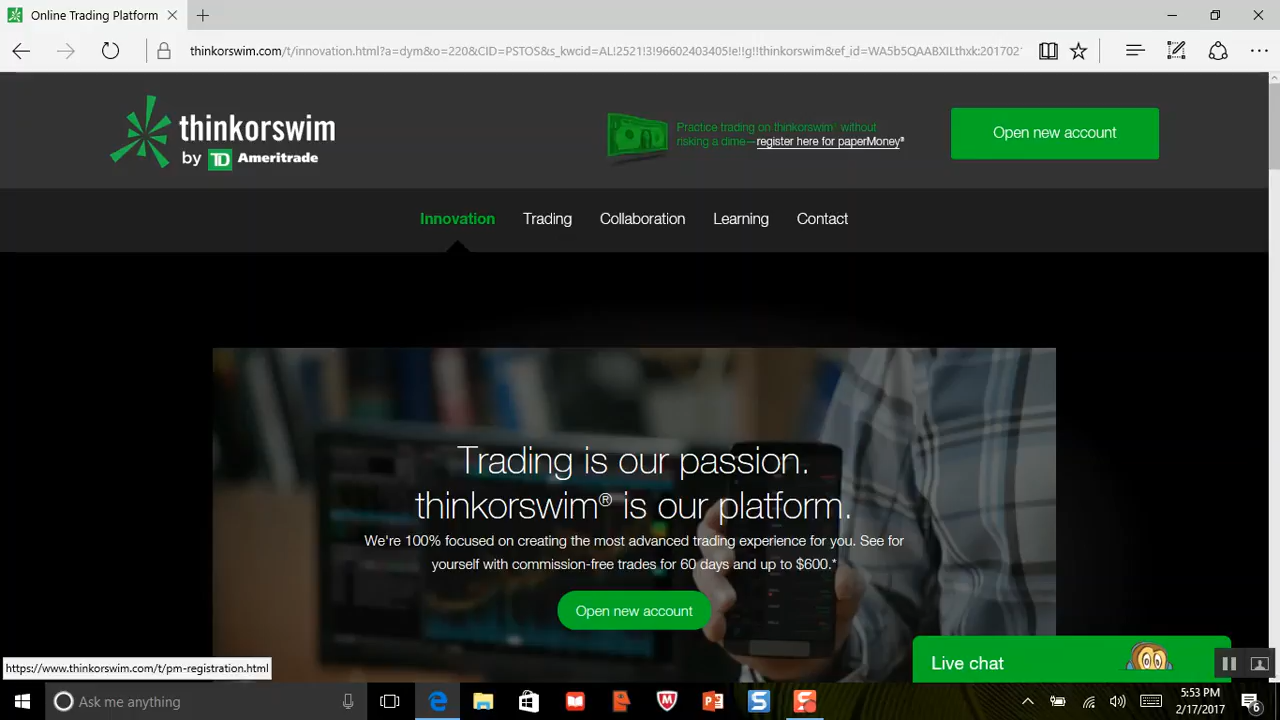 Online Trading Platform
thinkorswim.com/t/innovation.html?a=dym&o=220&CID=PSTOS&s_kwcid=AL!2521!3!96602403405!e!!g!!thinkorswim&ef_id=WA5b5QAABXILthxk:201702
thinkorswim
by TD Ameritrade
Practice trading on thinkorswim® without
risking a dime—register here for paperMoney®
Open new account
Innovation Trading Collaboration Learning Contact
Trading is our passion.
thinkorswim® is our platform.
We're 100% focused on creating the most advanced trading experience for you. See for
yourself with commission-free trades for 60 days and up to $600.*
Open new account
Live chat
https://www.thinkorswim.com/t/pm-registration.html
Ask me anything
5:53 PM
2/17/2017
6